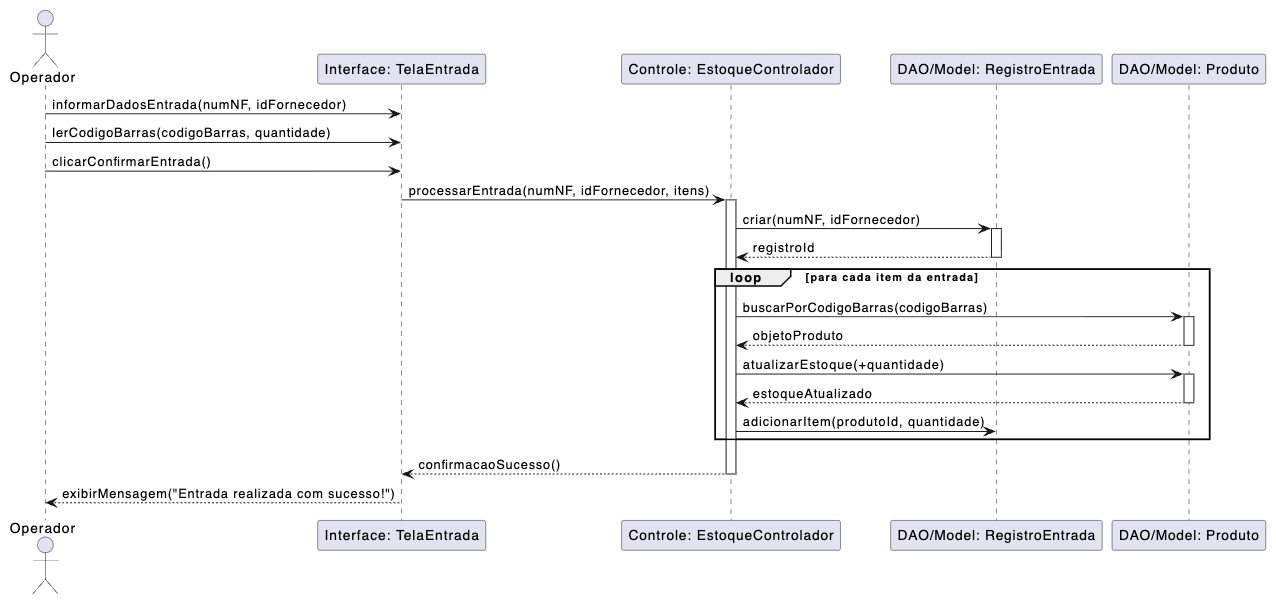 Operador
Interface: TelaEntrada
Controle: EstoqueControlador
DAO/Model: RegistroEntrada
DAO/Model: Produto
informarDadosEntrada(numNF, idFornecedor)
lerCodigoBarras(codigoBarras, quantidade)
clicarConfirmarEntrada()
processarEntrada(numNF, idFornecedor, itens)
criar(numNF, idFornecedor)
registroId
loop [para cada item da entrada]
buscarPorCodigoBarras(codigoBarras)
objetoProduto
atualizarEstoque(+quantidade)
estoqueAtualizado
adicionarItem(produtoId, quantidade)
confirmacaoSucesso()
exibirMensagem("Entrada realizada com sucesso!")
Operador
Interface: TelaEntrada
Controle: EstoqueControlador
DAO/Model: RegistroEntrada
DAO/Model: Produto